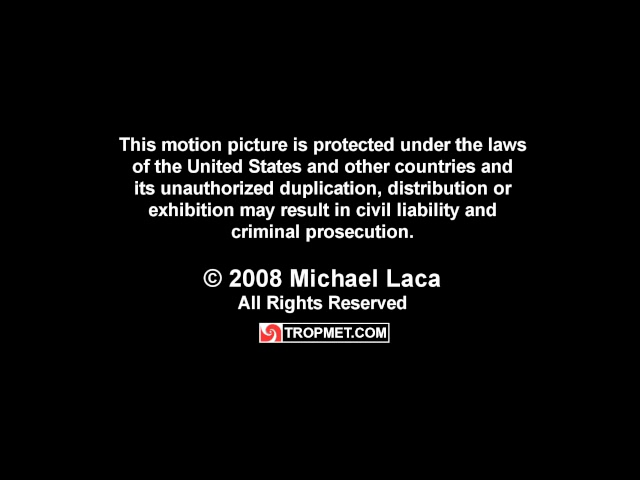 This motion picture is protected under the laws
of the United States and other countries and
its unauthorized duplication, distribution or
exhibition may result in civil liability and
criminal prosecution.
© 2008 Michael Laca
All Rights Reserved
TROPMET.COM